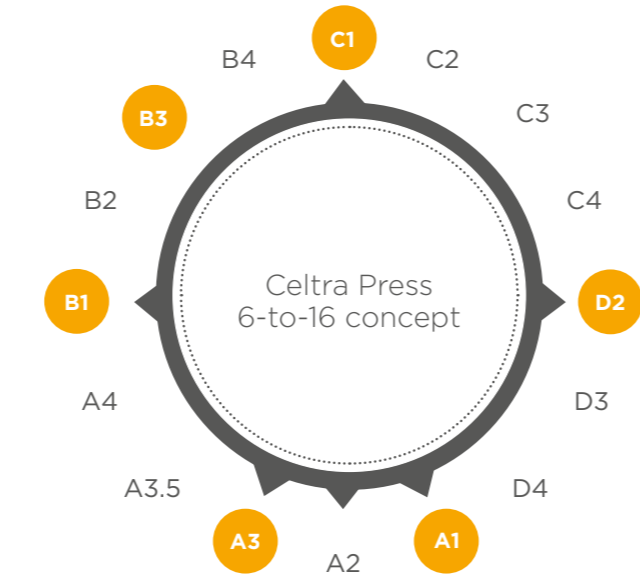 C1
B4
C2
B3
C3
B2
C4
Celtra Press
6-to-16 concept
B1
D2
A4
D3
A3.5
D4
A3
A1
A2